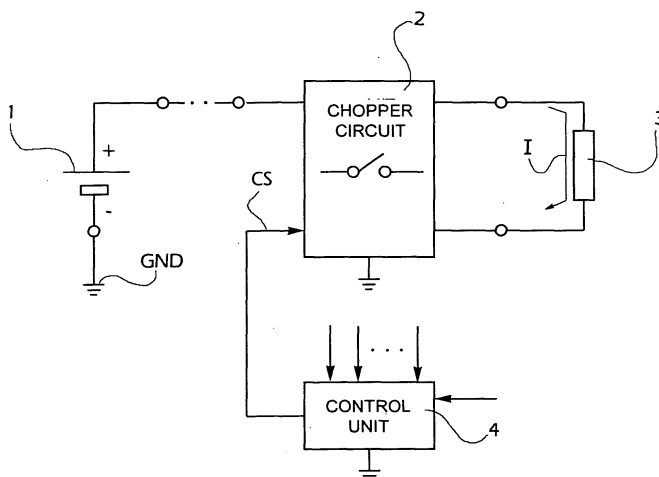 2
1
CHOPPER
CIRCUIT
3
I
+
CS
-
GND
. . .
CONTROL
UNIT
4